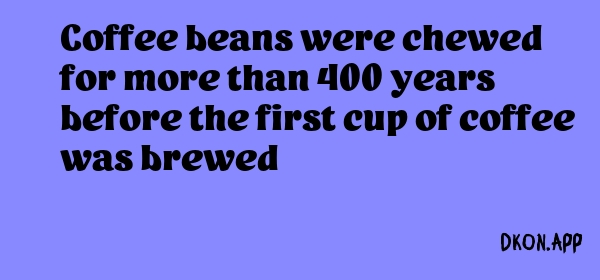 Coffee beans were chewed
for more than 400 years
before the first cup of coffee
was brewed
DKON.APP